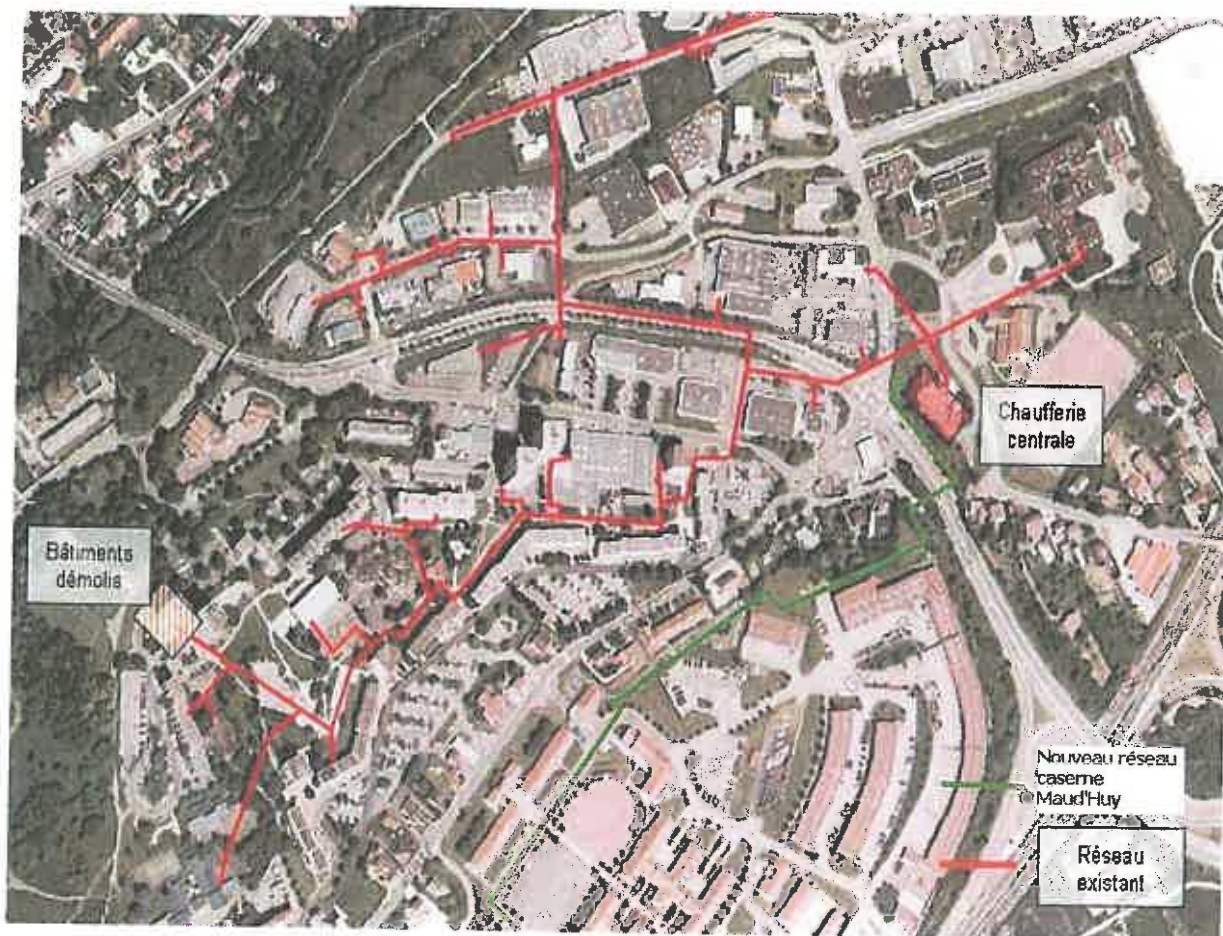 Chaufferie
centrale
Bâtiments
démolis
Nouveau réseau
caserne
Maud'Huy
Réseau
existant